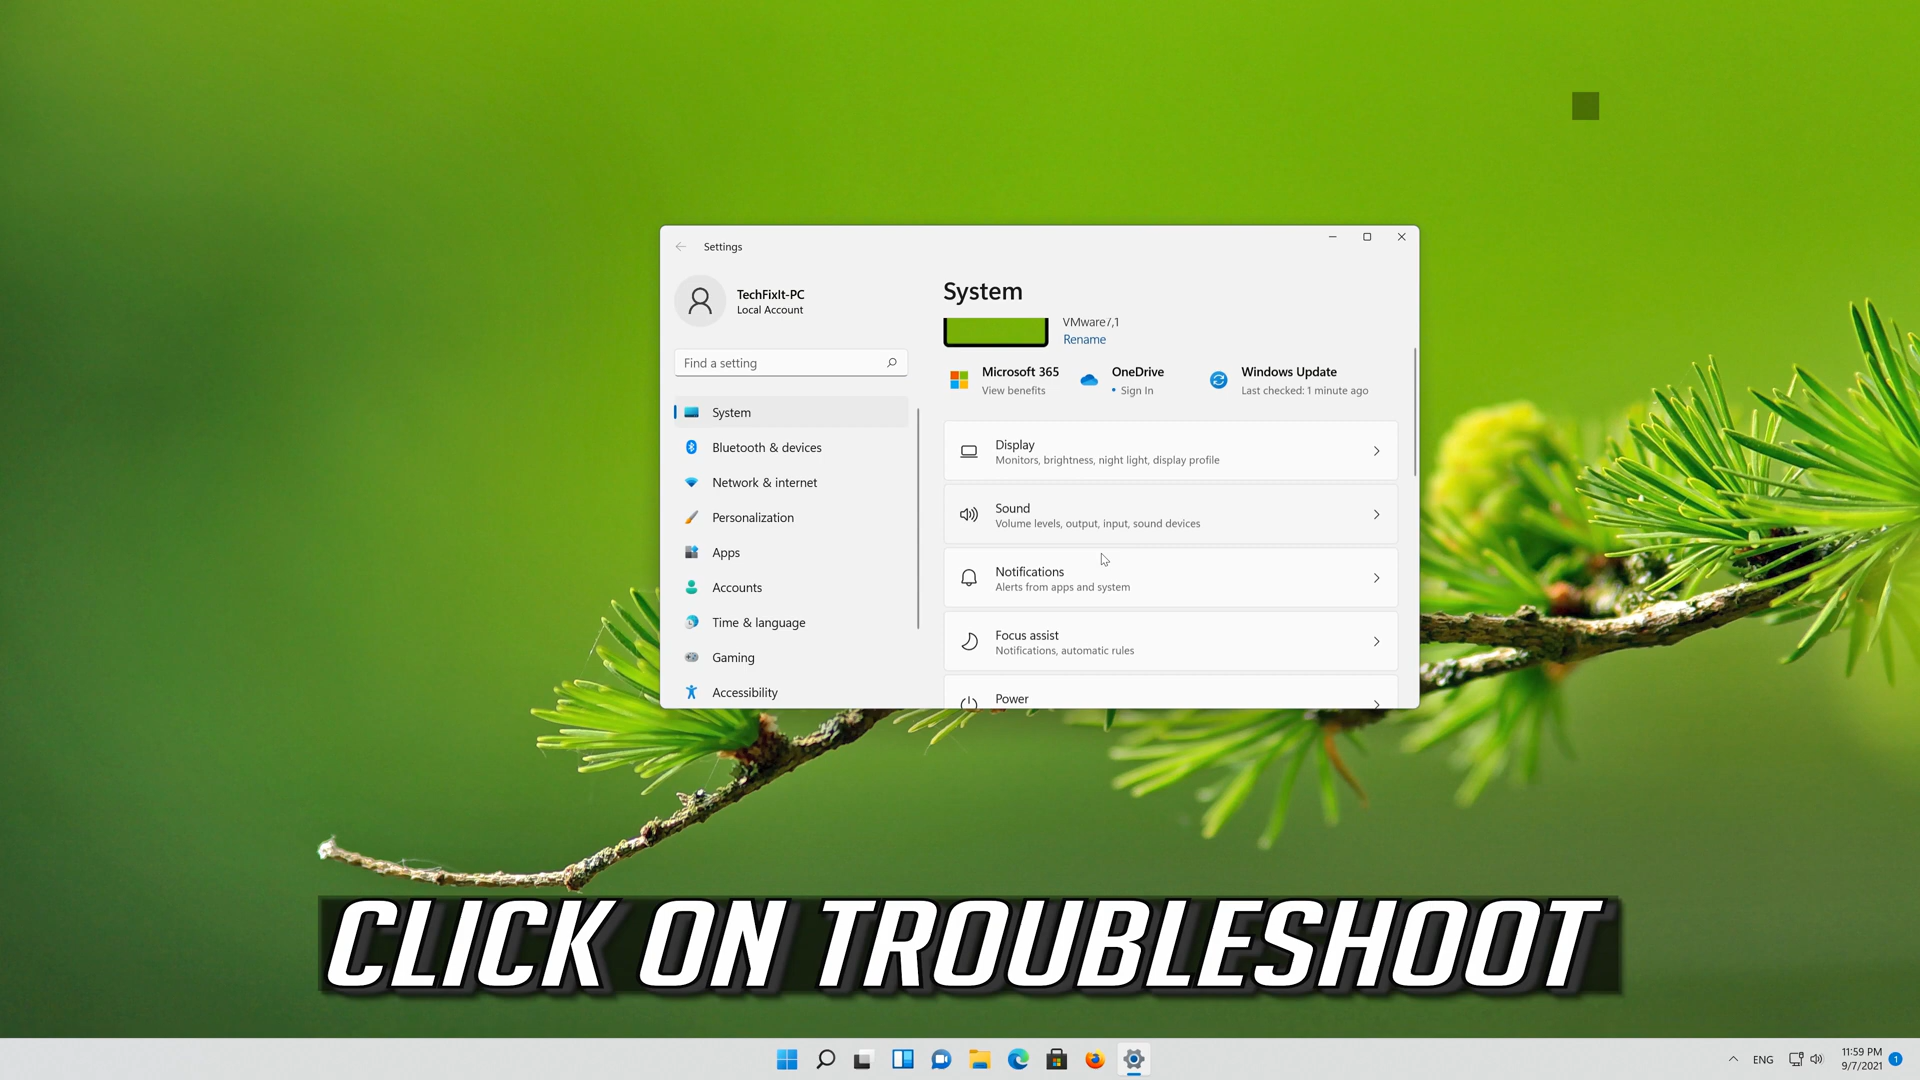 Settings
TechFixIt-PC
Local Account
Find a setting
System
Bluetooth & devices
Network & internet
Personalization
Apps
Accounts
Time & language
Gaming
Accessibility
System
VMware7,1
Rename
Microsoft 365
View benefits
OneDrive
• Sign In
Windows Update
Last checked: 1 minute ago
Display
Monitors, brightness, night light, display profile
Sound
Volume levels, output, input, sound devices
Notifications
Alerts from apps and system
Focus assist
Notifications, automatic rules
Power
CLICK ON TROUBLESHOOT
ENG
11:59 PM
9/7/2021
1